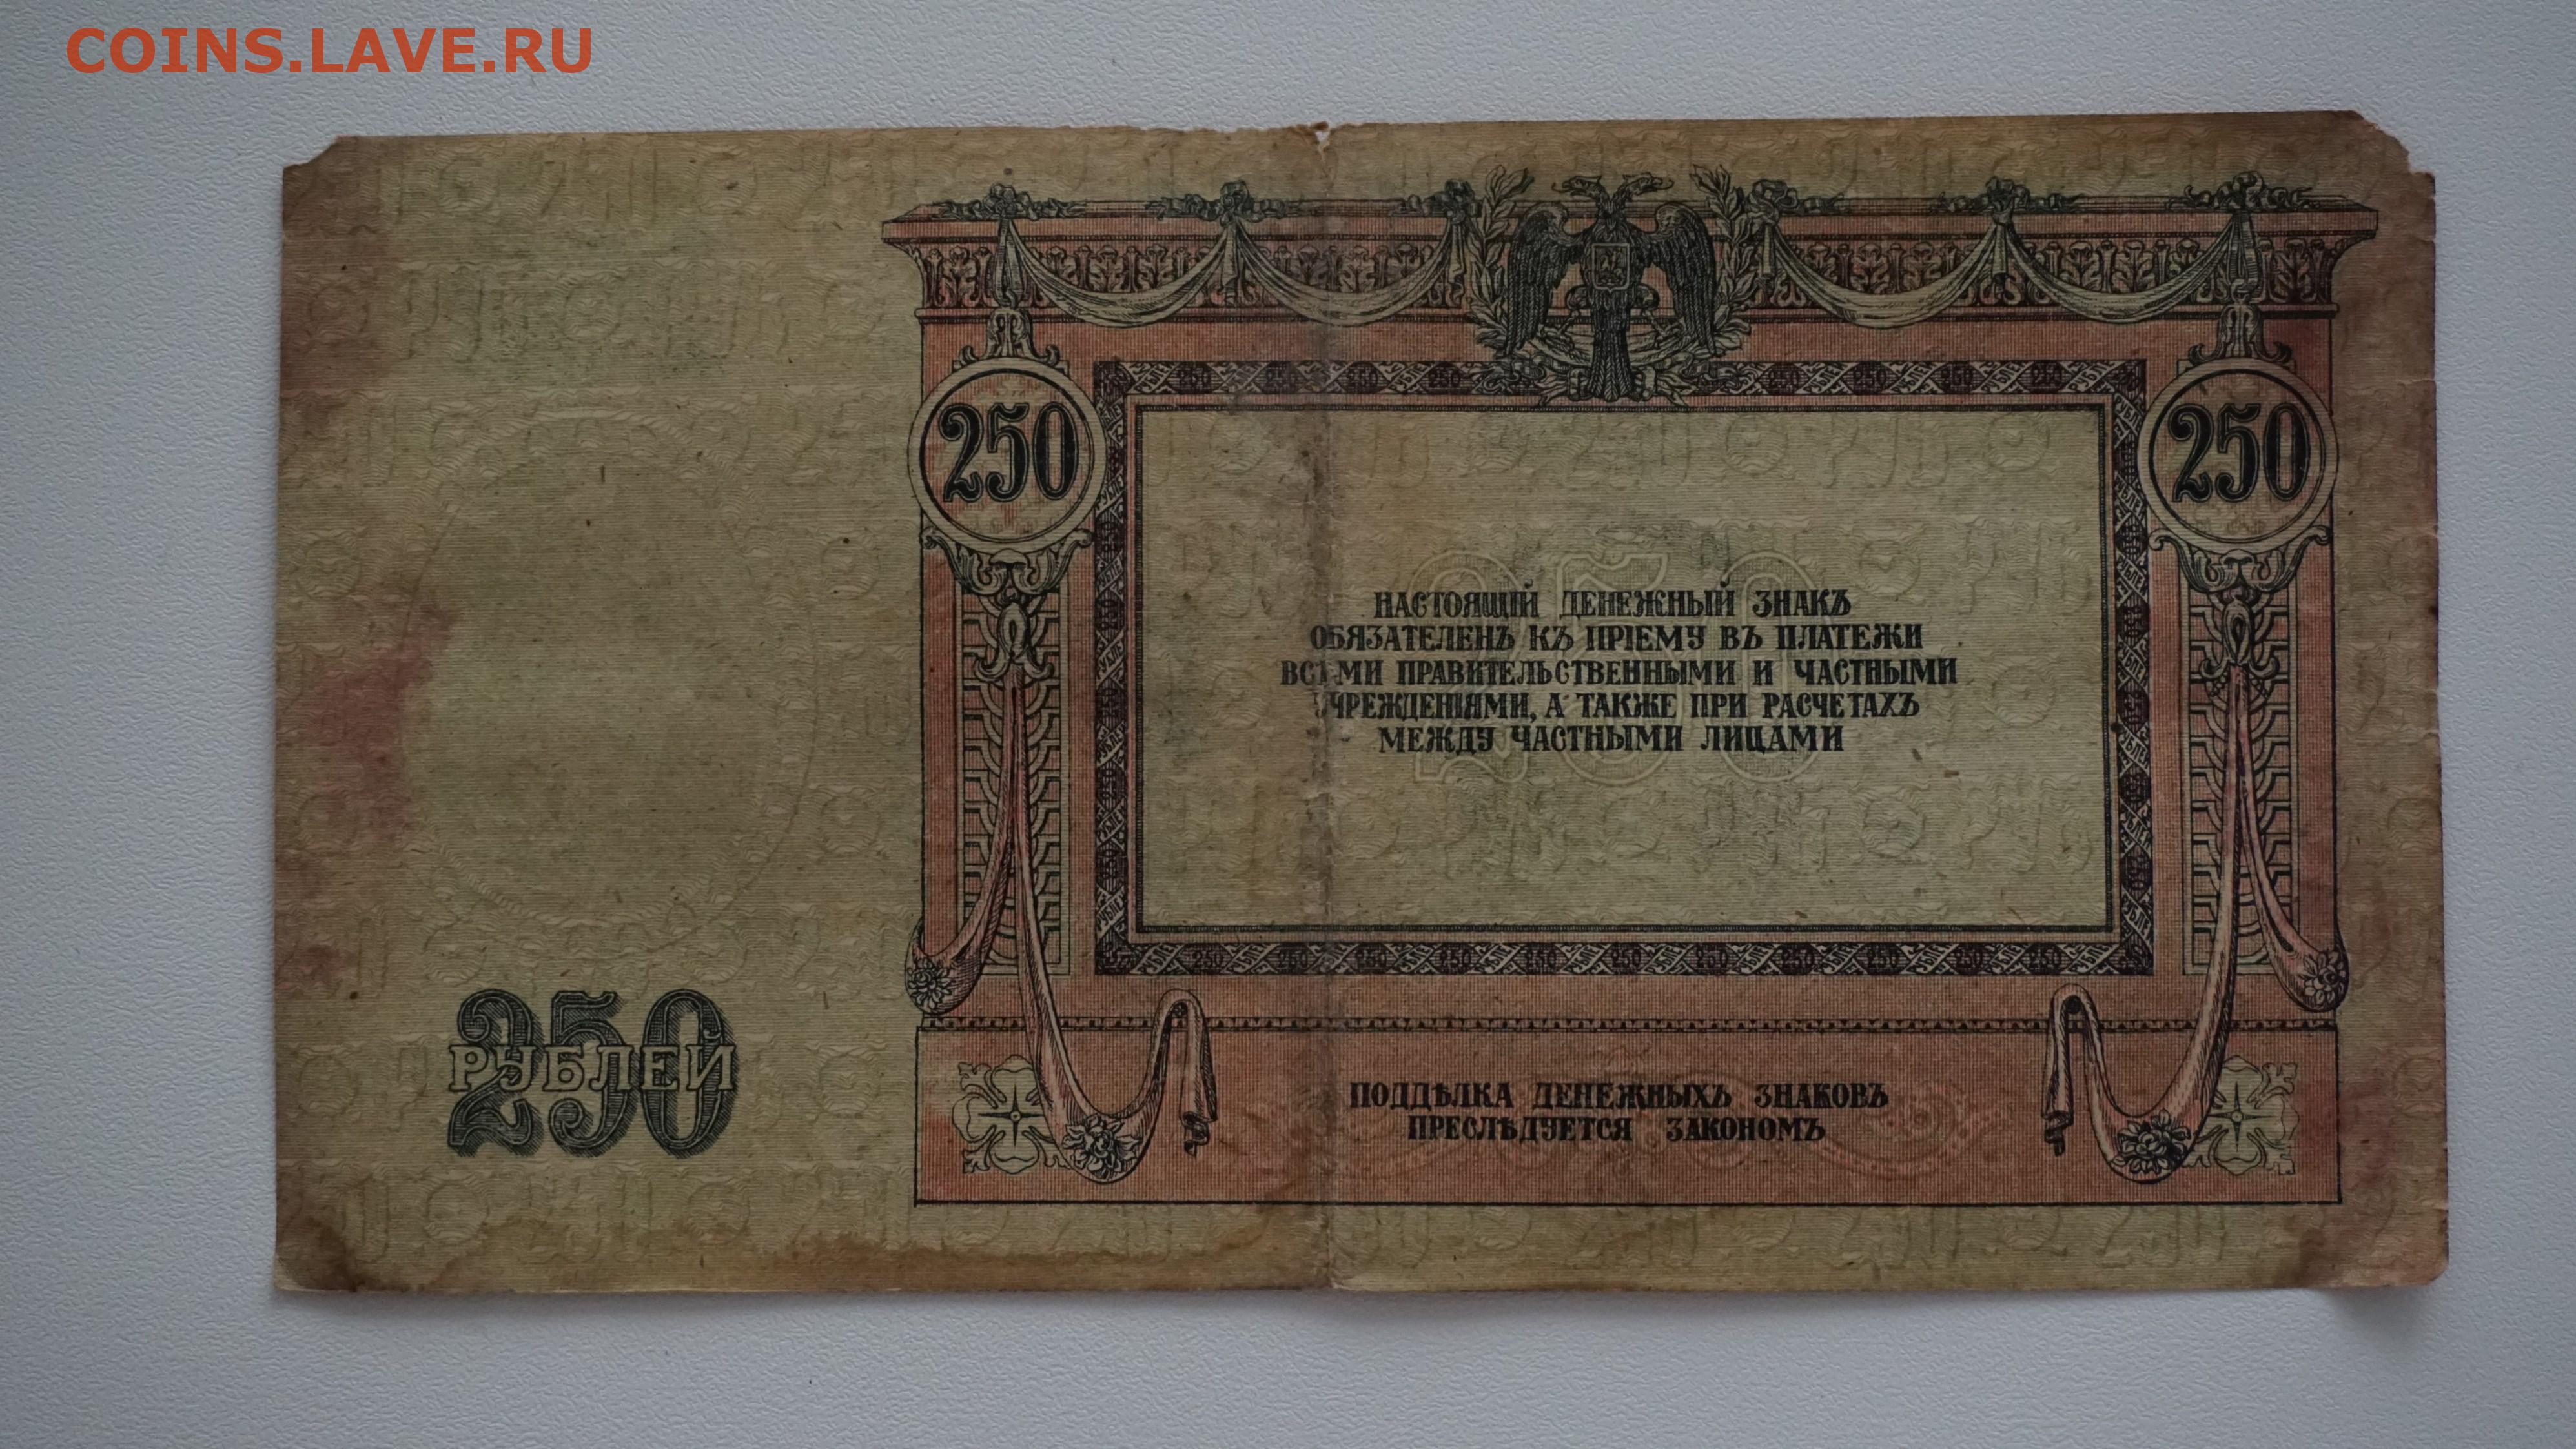 COINS.LAVE.RU
250
250
НАСТОЯЩІЙ ДЕНЕЖНЫЙ ЗНАКЪ
ОБЯЗАТЕЛЕНЪ КЪ ПРІЕМУ ВЪ ПЛАТЕЖИ
ВСѢМИ ПРАВИТЕЛЬСТВЕННЫМИ И ЧАСТНЫМИ
УЧРЕЖДЕНІЯМИ, А ТАКЖЕ ПРИ РАСЧЕТАХЪ
МЕЖДУ ЧАСТНЫМИ ЛИЦАМИ
250
РУБЛЕЙ
ПОДДѢЛКА ДЕНЕЖНЫХЪ ЗНАКОВЪ
ПРЕСЛѢДУЕТСЯ ЗАКОНОМЪ